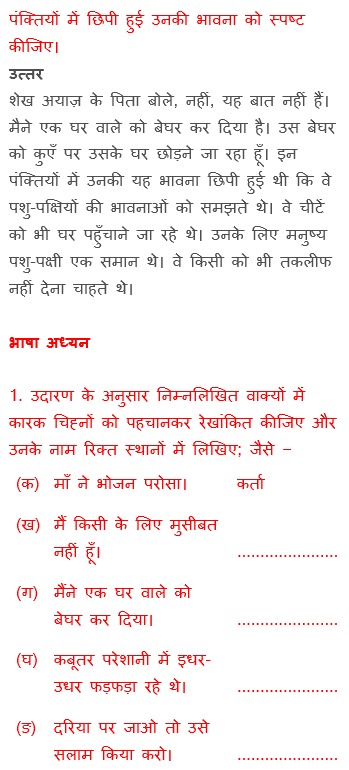 पंक्तियों में छिपी हुई उनकी भावना को स्पष्ट
कीजिए।
उत्तर
शेख अयाज़ के पिता बोले, नहीं, यह बात नहीं हैं।
मैने एक घर वाले को बेघर कर दिया है। उस बेघर
को कुएँ पर उसके घर छोड़ने जा रहा हूँ। इन
पंक्तियों में उनकी यह भावना छिपी हुई थी कि वे
पशु-पक्षियों की भावनाओं को समझते थे। वे चीटें
को भी घर पहुँचाने जा रहे थे। उनके लिए मनुष्य
पशु-पक्षी एक समान थे। वे किसी को भी तकलीफ
नहीं देना चाहते थे।
भाषा अध्यन
1. उदारण के अनुसार निम्नलिखित वाक्यों में
कारक चिह्नों को पहचानकर रेखांकित कीजिए और
उनके नाम रिक्त स्थानों में लिखिए; जैसे −
(क) माँ ने भोजन परोसा। कर्ता
(ख) मैं किसी के लिए मुसीबत
नहीं हूँ। ......................
(ग) मैंने एक घर वाले को
बेघर कर दिया। ......................
(घ) कबूतर परेशानी में इधर-
उधर फड़फड़ा रहे थे। ......................
(ङ) दरिया पर जाओ तो उसे
सलाम किया करो। ......................